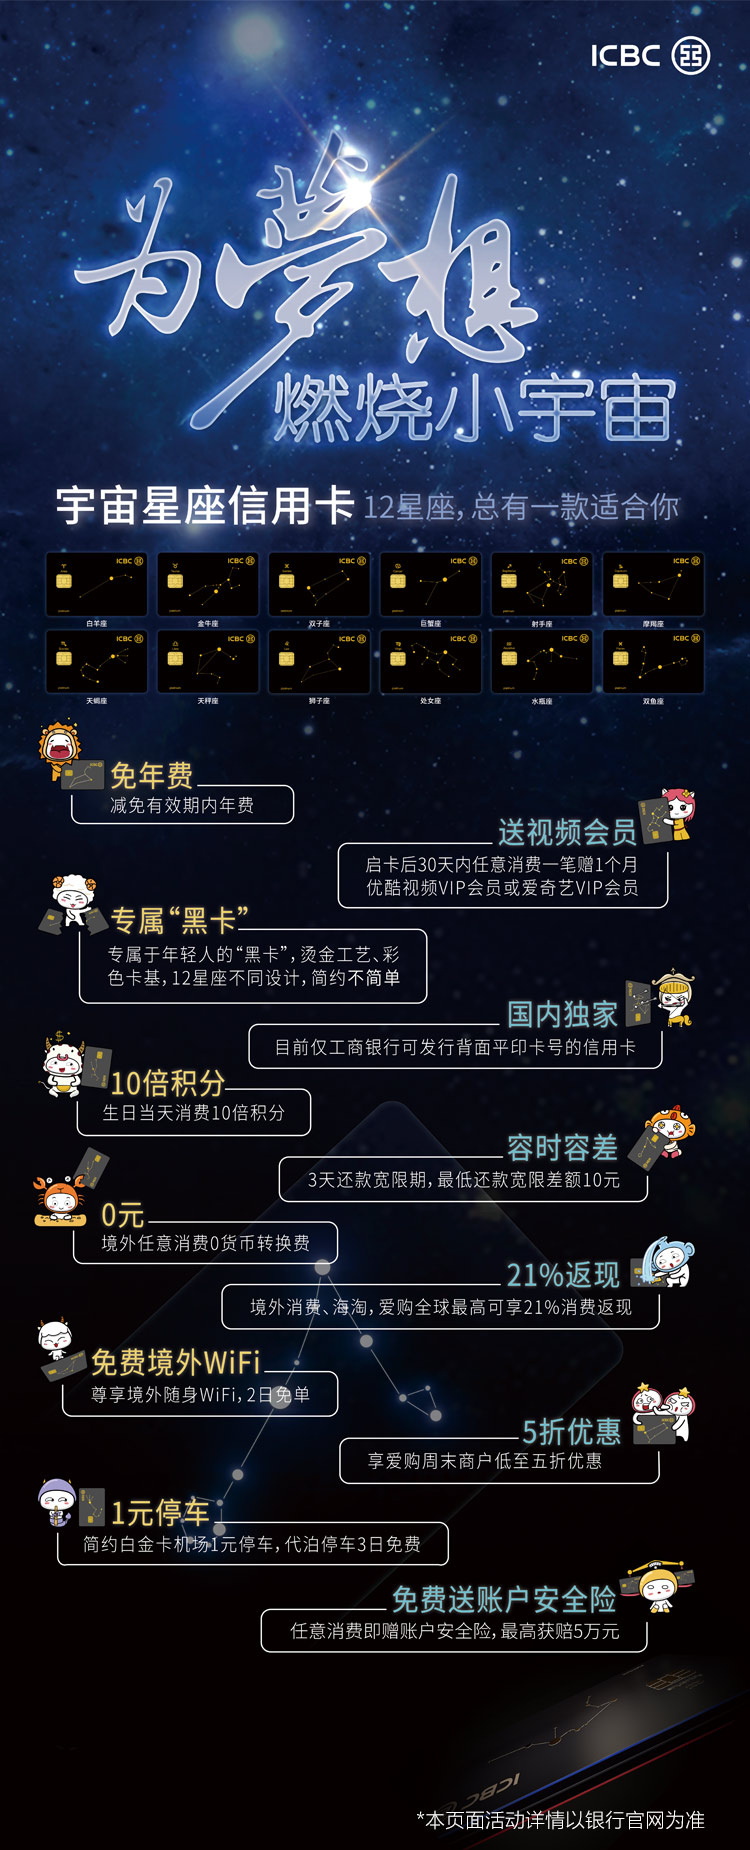 ICBC
为夢想
燃烧小宇宙
宇宙星座信用卡 12星座，总有一款适合你
ICBC ICBC ICBC ICBC ICBC ICBC
白羊座 金牛座 双子座 巨蟹座 射手座 摩羯座
ICBC ICBC ICBC ICBC ICBC ICBC
天蝎座 天秤座 狮子座 处女座 水瓶座 双鱼座
免年费
减免有效期内年费
送视频会员
启卡后30天内任意消费一笔赠1个月
优酷视频VIP会员或爱奇艺VIP会员
专属“黑卡”
专属于年轻人的“黑卡”，烫金工艺、彩
色卡基，12星座不同设计，简约不简单
国内独家
目前仅工商银行可发行背面平印卡号的信用卡
10倍积分
生日当天消费10倍积分
容时容差
3天还款宽限期，最低还款宽限差额10元
0元
境外任意消费0货币转换费
21%返现
境外消费、海淘，爱购全球最高可享21%消费返现
免费境外WiFi
尊享境外随身WiFi，2日免单
5折优惠
享爱购周末商户低至五折优惠
1元停车
简约白金卡机场1元停车，代泊停车3日免费
免费送账户安全险
任意消费即赠账户安全险，最高获赔5万元
ICBC
*本页面活动详情以银行官网为准